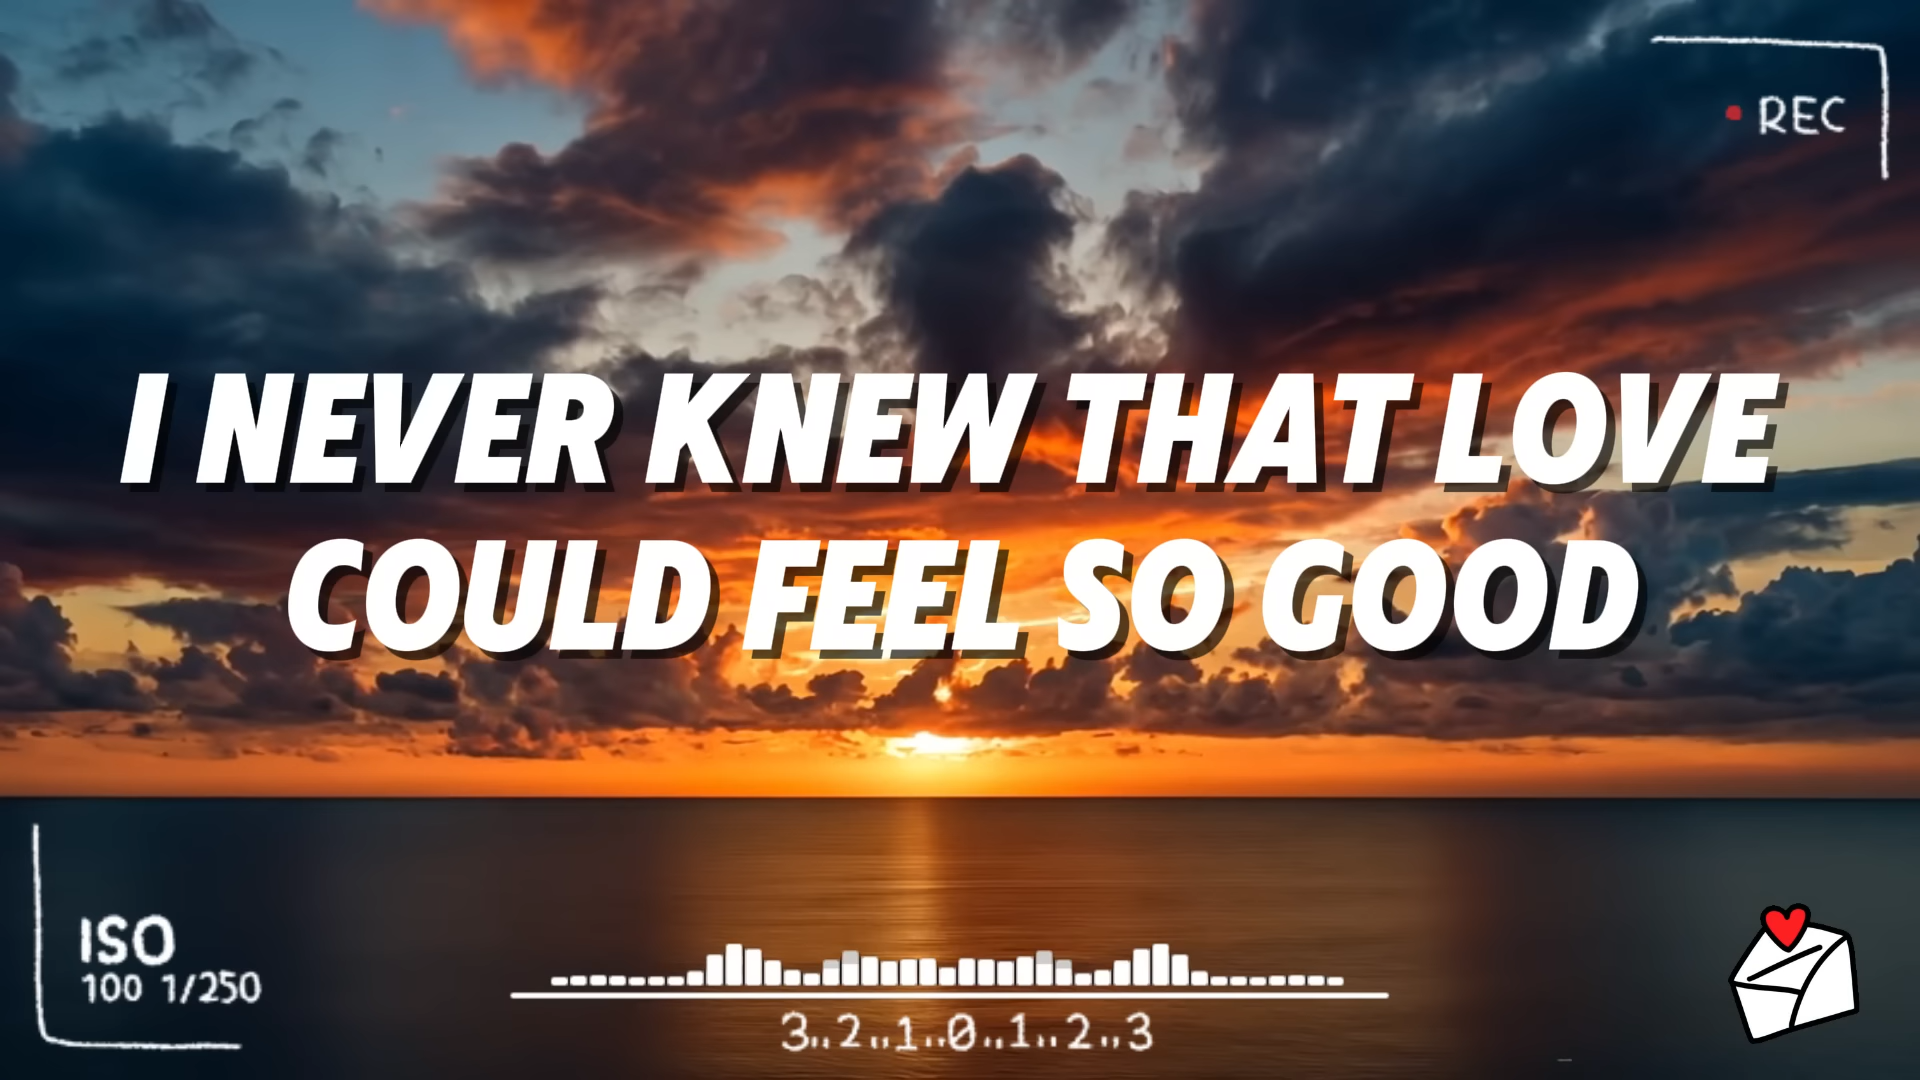 REC
I NEVER KNEW THAT LOVE
COULD FEEL SO GOOD
ISO
100 1/250
3,,2,,1,,0,,1,,2,,3